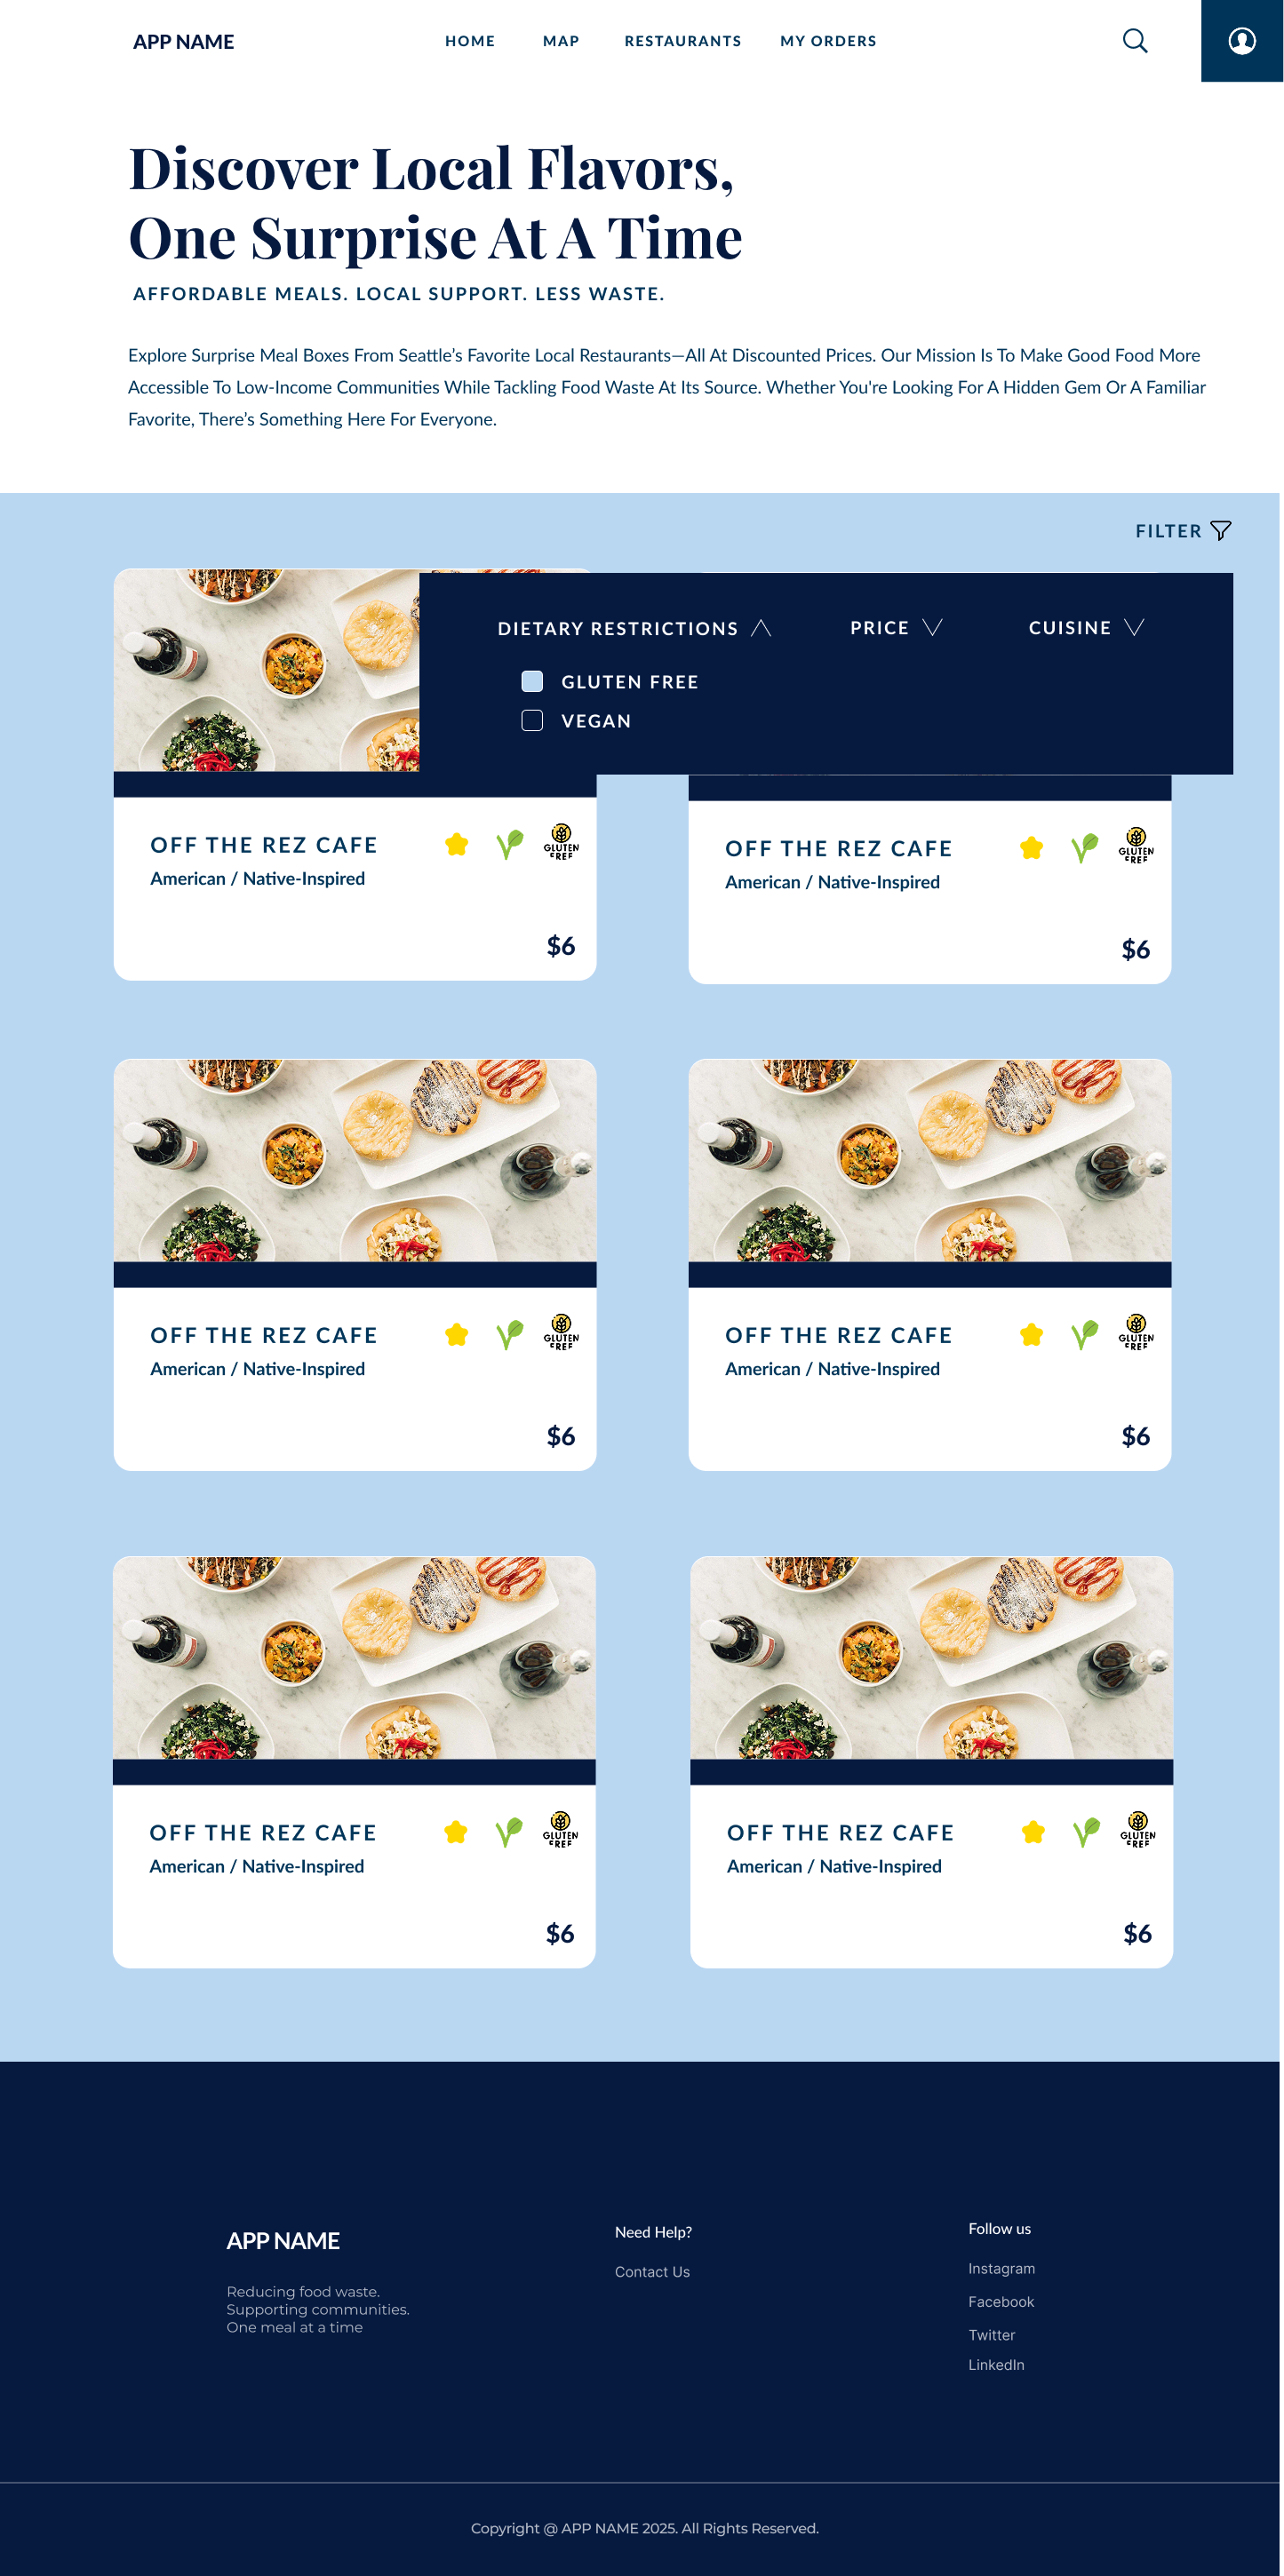 APP NAME
HOME
MAP
RESTAURANTS
MY ORDERS
Discover Local Flavors,
One Surprise At A Time
AFFORDABLE MEALS. LOCAL SUPPORT. LESS WASTE.
Explore Surprise Meal Boxes From Seattle’s Favorite Local Restaurants—All At Discounted Prices. Our Mission Is To Make Good Food More
Accessible To Low-Income Communities While Tackling Food Waste At Its Source. Whether You're Looking For A Hidden Gem Or A Familiar
Favorite, There’s Something Here For Everyone.
FILTER
DIETARY RESTRICTIONS
PRICE
CUISINE
GLUTEN FREE
VEGAN
OFF THE REZ CAFE
GLUTEN
FREE
American / Native-Inspired
$6
OFF THE REZ CAFE
GLUTEN
FREE
American / Native-Inspired
$6
OFF THE REZ CAFE
GLUTEN
FREE
American / Native-Inspired
$6
OFF THE REZ CAFE
GLUTEN
FREE
American / Native-Inspired
$6
OFF THE REZ CAFE
GLUTEN
FREE
American / Native-Inspired
$6
OFF THE REZ CAFE
GLUTEN
FREE
American / Native-Inspired
$6
APP NAME
Reducing food waste.
Supporting communities.
One meal at a time
Need Help?
Contact Us
Follow us
Instagram
Facebook
Twitter
LinkedIn
Copyright @ APP NAME 2025. All Rights Reserved.